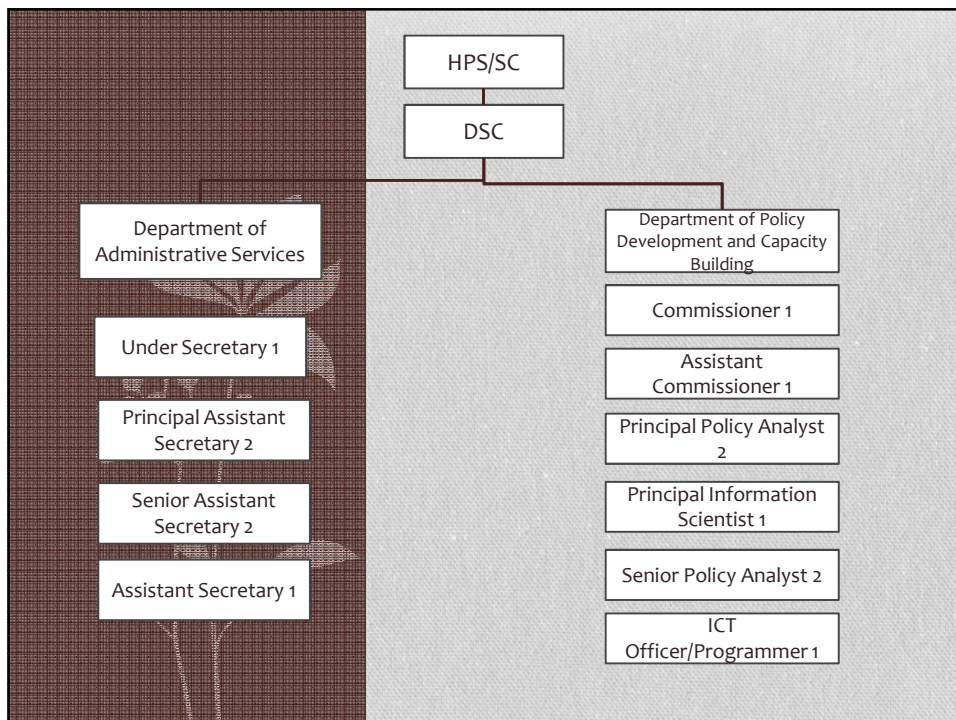 HPS/SC
DSC
Department of
Administrative Services
Under Secretary 1
Principal Assistant
Secretary 2
Senior Assistant
Secretary 2
Assistant Secretary 1
Department of Policy
Development and Capacity
Building
Commissioner 1
Assistant
Commissioner 1
Principal Policy Analyst
2
Principal Information
Scientist 1
Senior Policy Analyst 2
ICT
Officer/Programmer 1